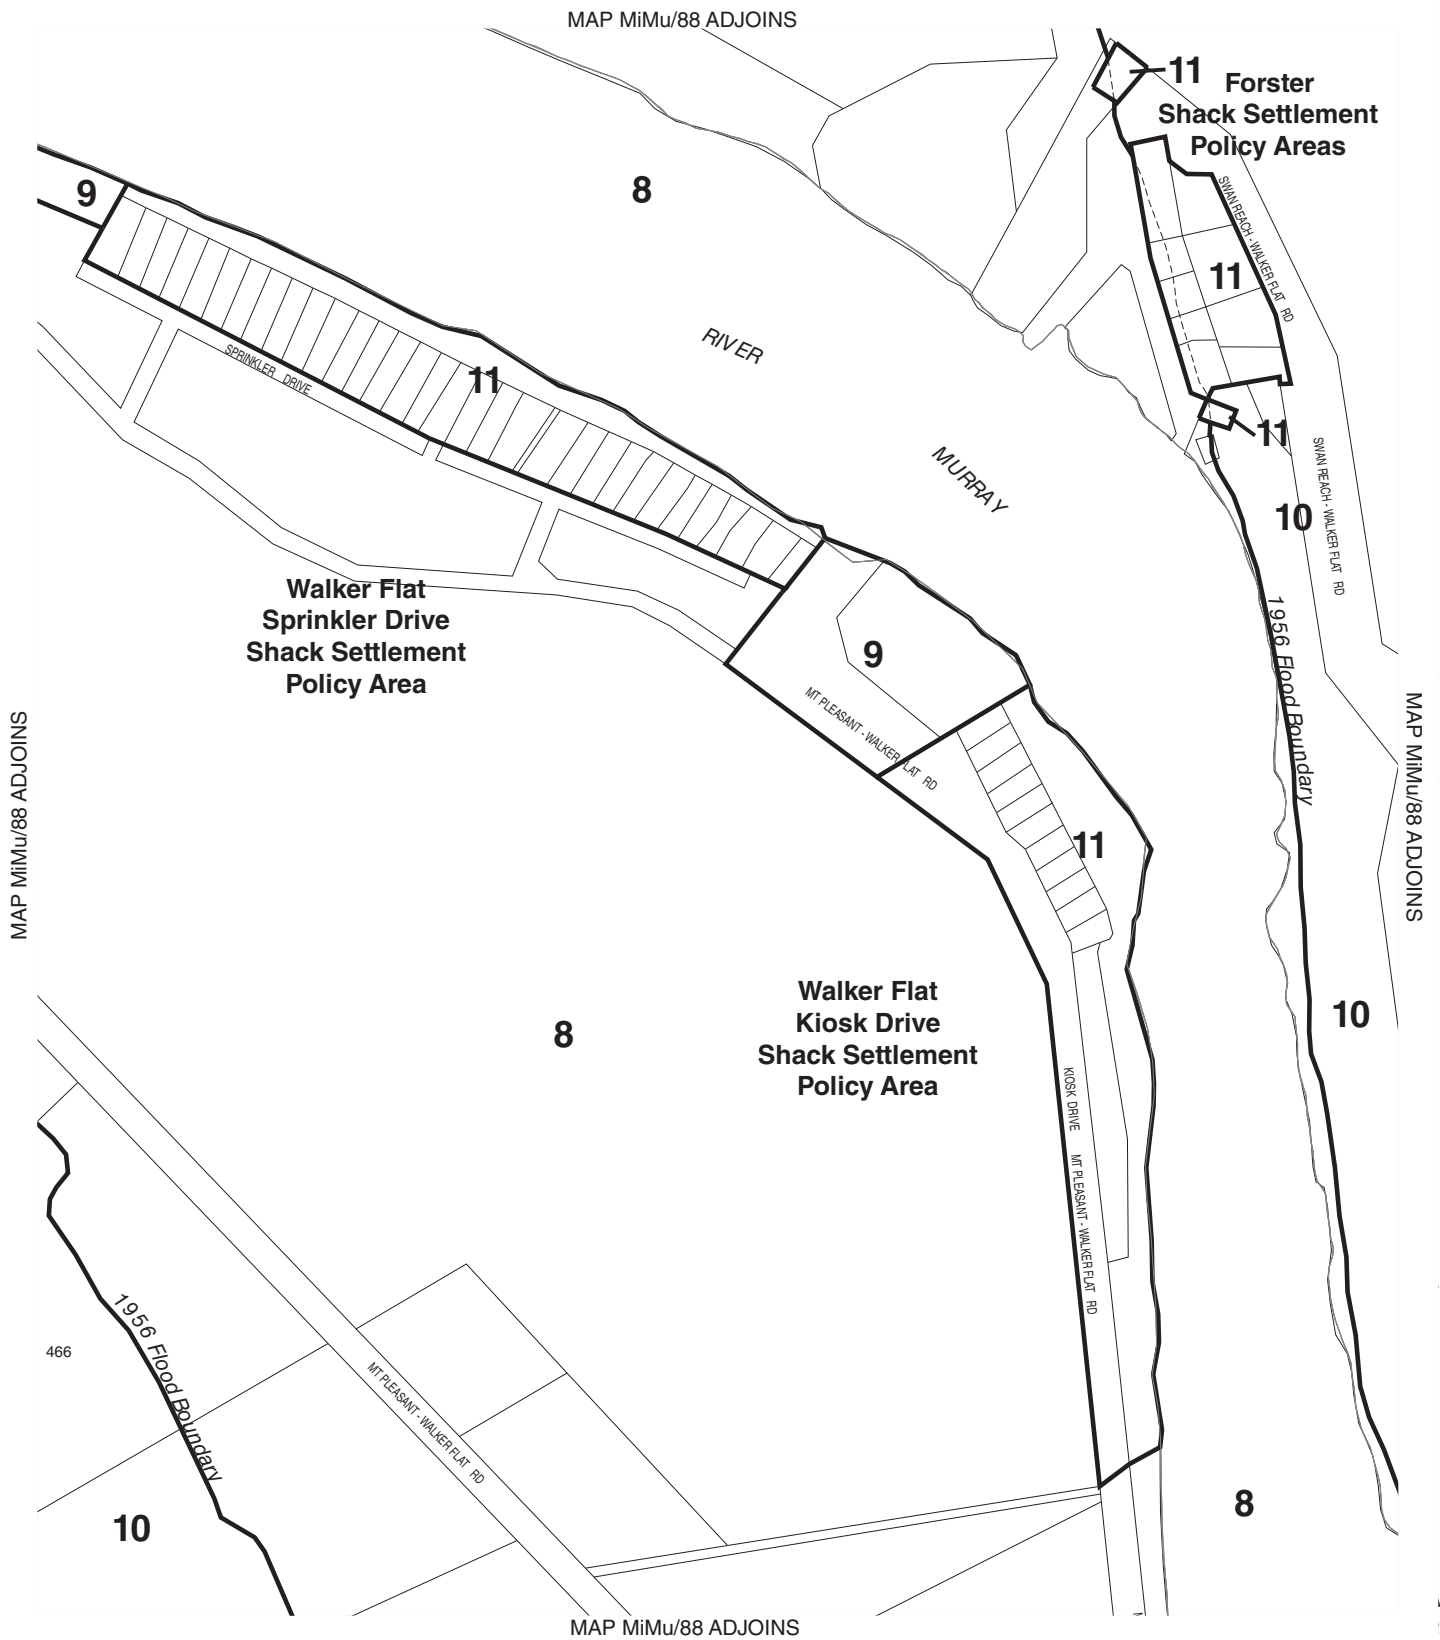 MAP MiMu/88 ADJOINS
11
Forster
Shack Settlement
Policy Areas
9
8
SWAN REACH - WALKER FLAT RD
11
RIVER
SPRINKLER DRIVE
11
11
MURRAY
SWAN REACH - WALKER FLAT RD
10
Walker Flat
Sprinkler Drive
Shack Settlement
Policy Area
1956 Flood Boundary
9
MT PLEASANT - WALKER FLAT RD
MAP MiMu/88 ADJOINS
MAP MiMu/88 ADJOINS
11
Walker Flat
Kiosk Drive
Shack Settlement
Policy Area
8
10
KIOSK DRIVE
MT PLEASANT - WALKER FLAT RD
1956 Flood Boundary
466
MT PLEASANT - WALKER FLAT RD
8
10
MAP MiMu/88 ADJOINS